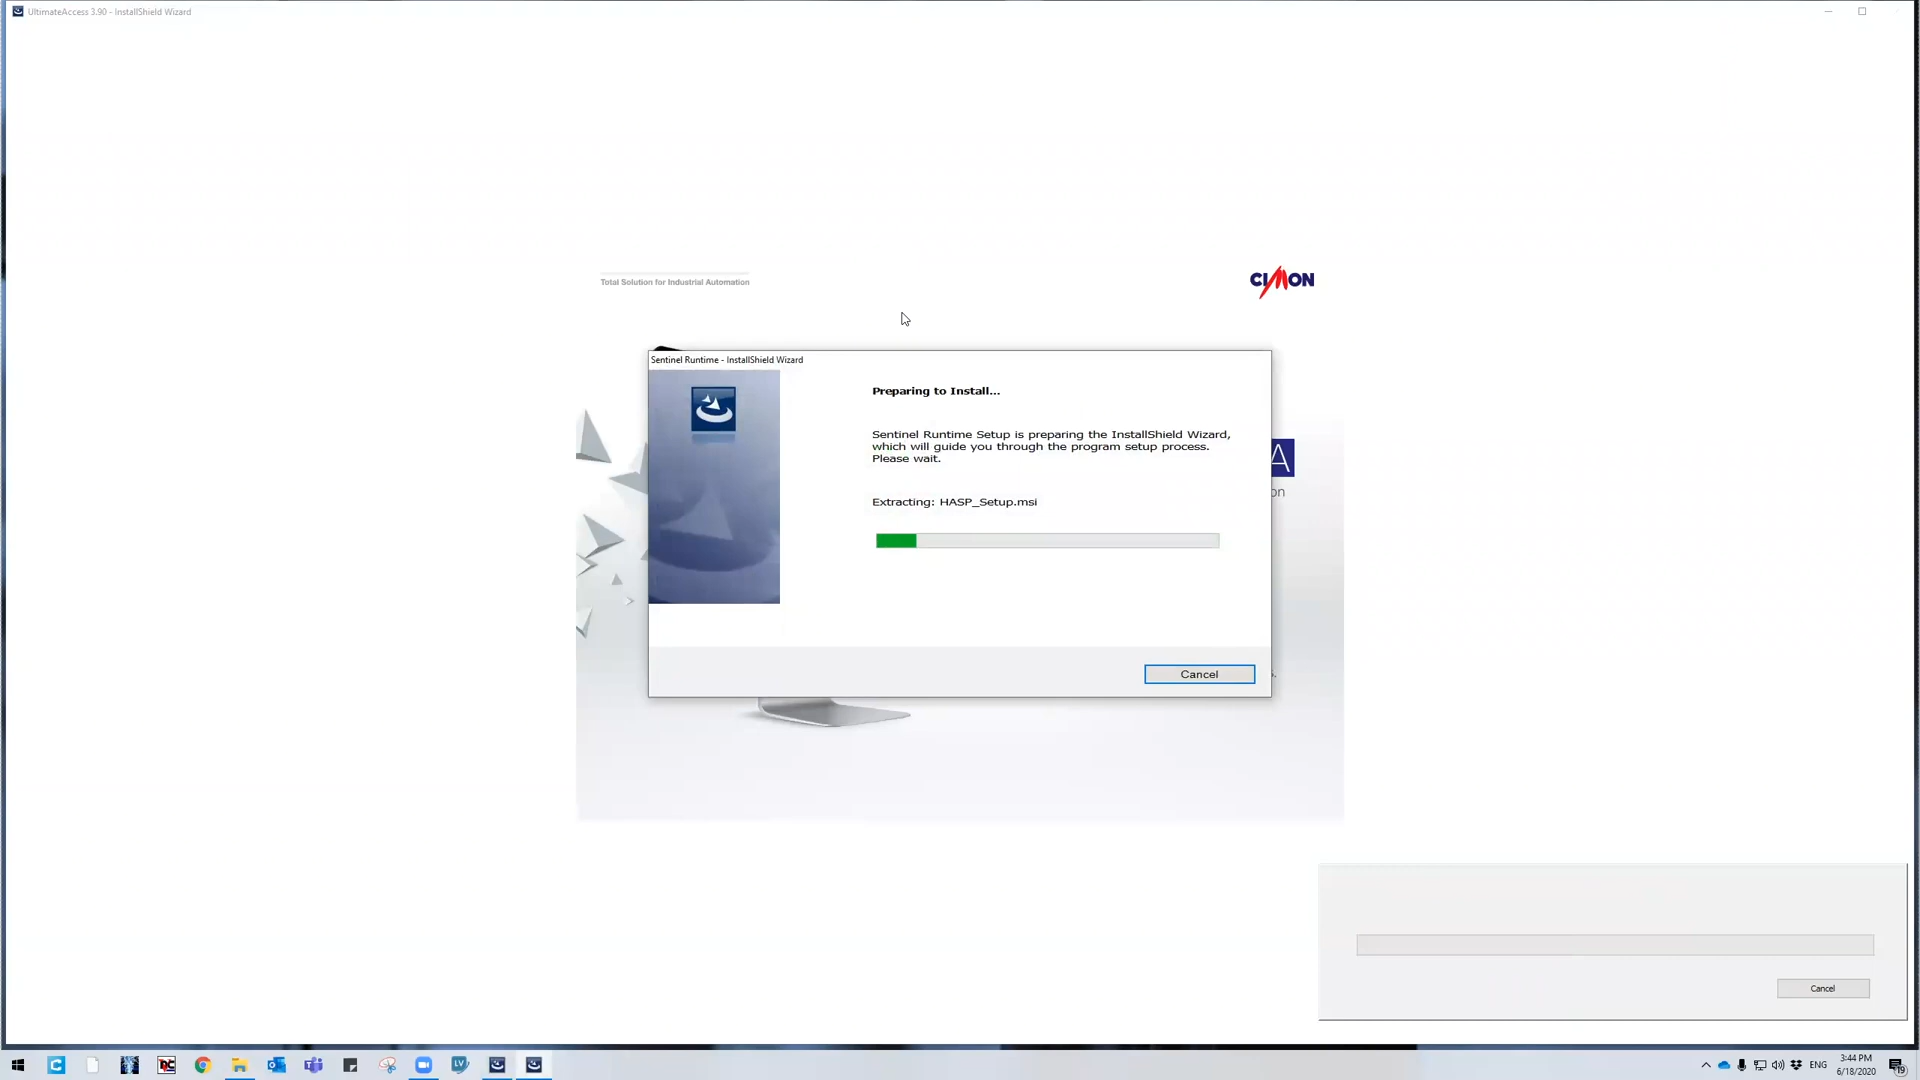 UltimateAccess 3.90 - InstallShield Wizard
Total Solution for Industrial Automation
CIMON
Sentinel Runtime - InstallShield Wizard
Preparing to Install...
Sentinel Runtime Setup is preparing the InstallShield Wizard,
which will guide you through the program setup process.
Please wait.
Extracting: HASP_Setup.msi
A
on
Cancel
Cancel
LV
ENG
3:44 PM
6/18/2020
19